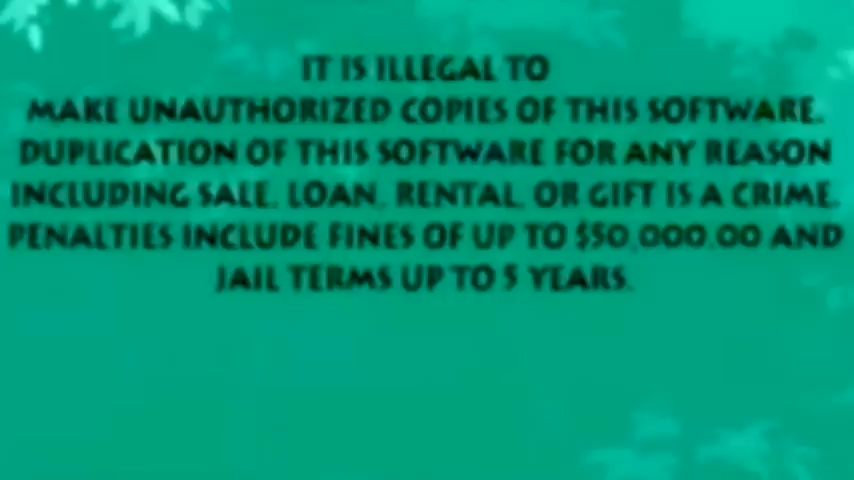 IT IS ILLEGAL TO
MAKE UNAUTHORIZED COPIES OF THIS SOFTWARE.
DUPLICATION OF THIS SOFTWARE FOR ANY REASON
INCLUDING SALE, LOAN, RENTAL, OR GIFT IS A CRIME.
PENALTIES INCLUDE FINES OF UP TO $50,000.00 AND
JAIL TERMS UP TO 5 YEARS.